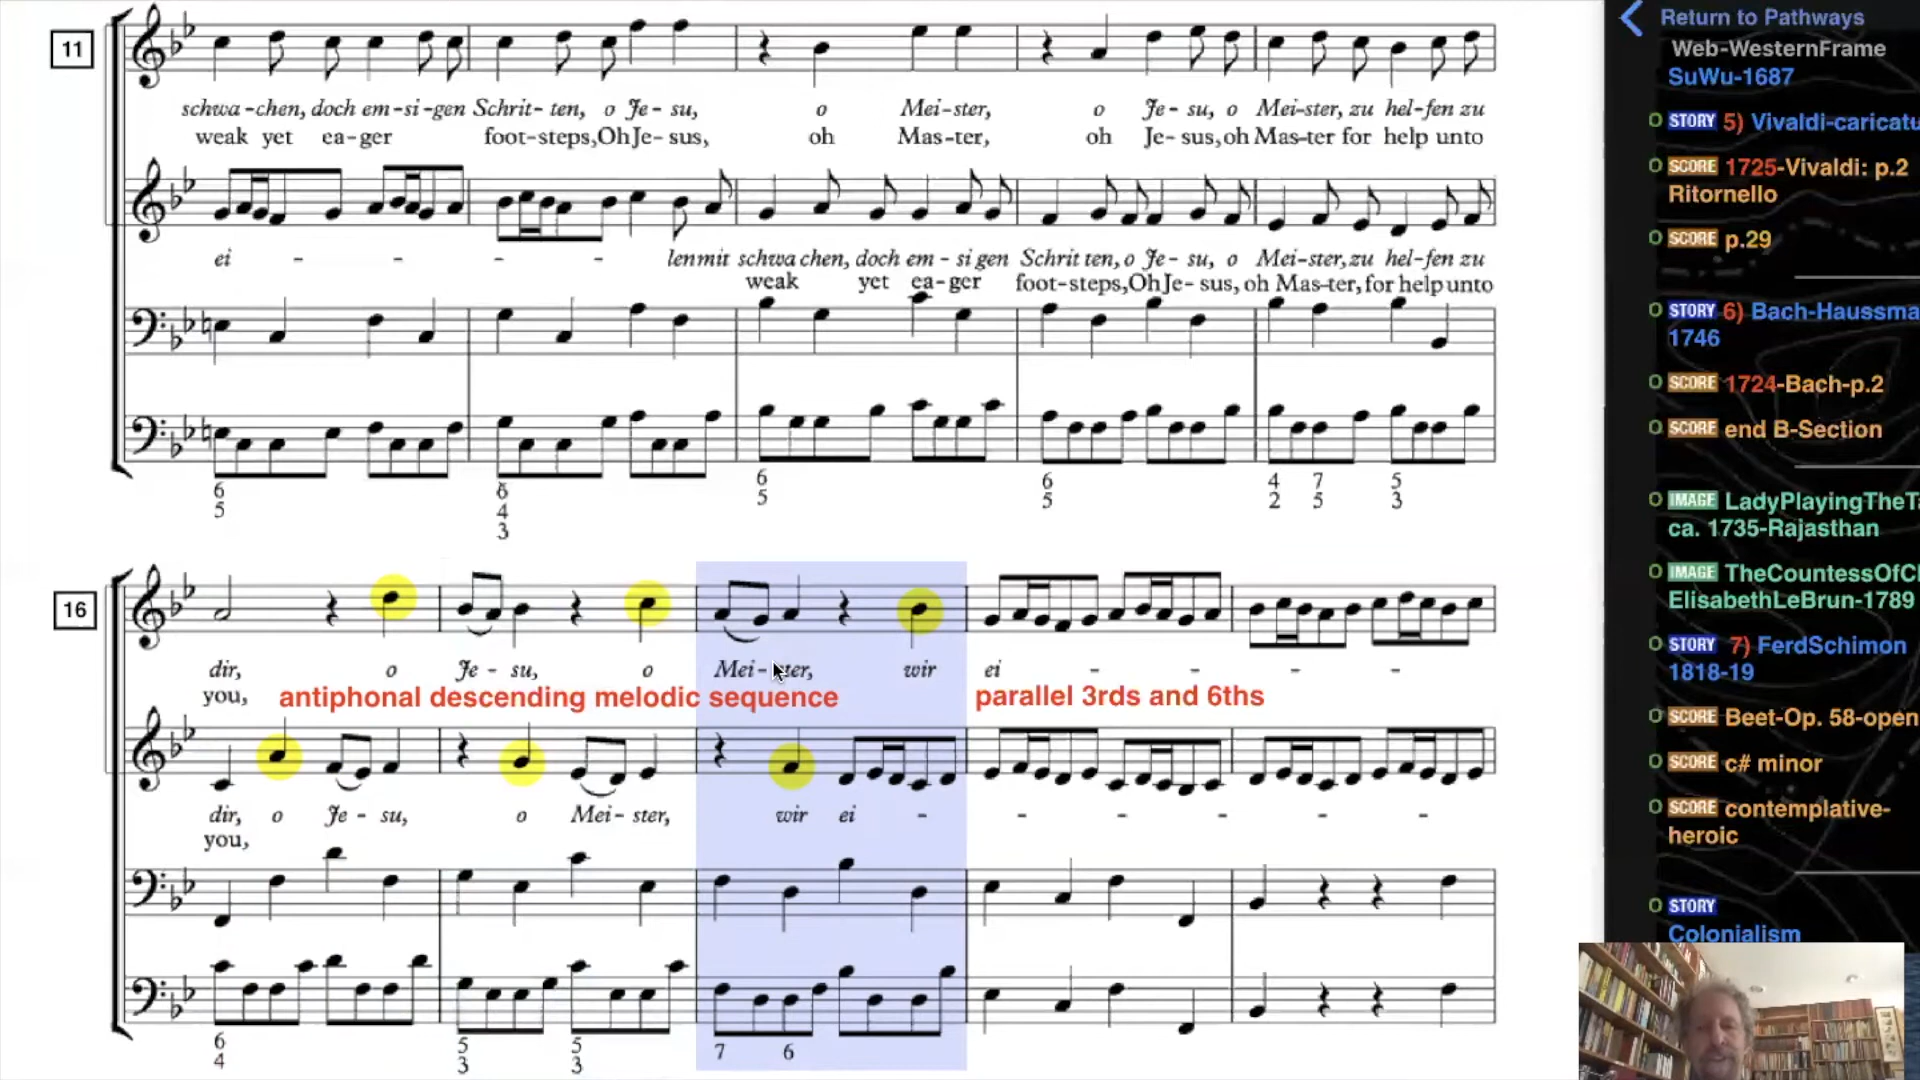 11
schwa-chen, doch em-si-gen Schrit-ten, o Je-su, o Mei-ster, o Je-su, o Mei-ster, zu hel-fen zu
weak yet ea-ger foot-steps, Oh Je-sus, oh Mas-ter, oh Je-sus, oh Mas-ter for help unto
ei - - - - len mit schwa chen, doch em-si gen Schrit ten, o Je-su, o Mei-ster, zu hel-fen zu
weak yet ea-ger foot-steps, Oh Je-sus, oh Mas-ter, for help unto
6 6 6 6 4 7 5
5 4 5 5 2 5 3
3
16
dir, o Je-su, o Mei-ster, wir ei - - - -
you, antiphonal descending melodic sequence parallel 3rds and 6ths
dir, o Je-su, o Mei-ster, wir ei - - - - -
you,
6 5 5 7 6
4 3 3
Return to Pathways
Web-WesternFrame
SuWu-1687
STORY 5) Vivaldi-caricatu
SCORE 1725-Vivaldi: p.2
Ritornello
SCORE p.29
STORY 6) Bach-Haussma
1746
SCORE 1724-Bach-p.2
SCORE end B-Section
IMAGE LadyPlayingTheTa
ca. 1735-Rajasthan
IMAGE TheCountessOfCh
ElisabethLeBrun-1789
STORY 7) FerdSchimon
1818-19
SCORE Beet-Op. 58-open
SCORE c# minor
SCORE contemplative-
heroic
STORY
Colonialism